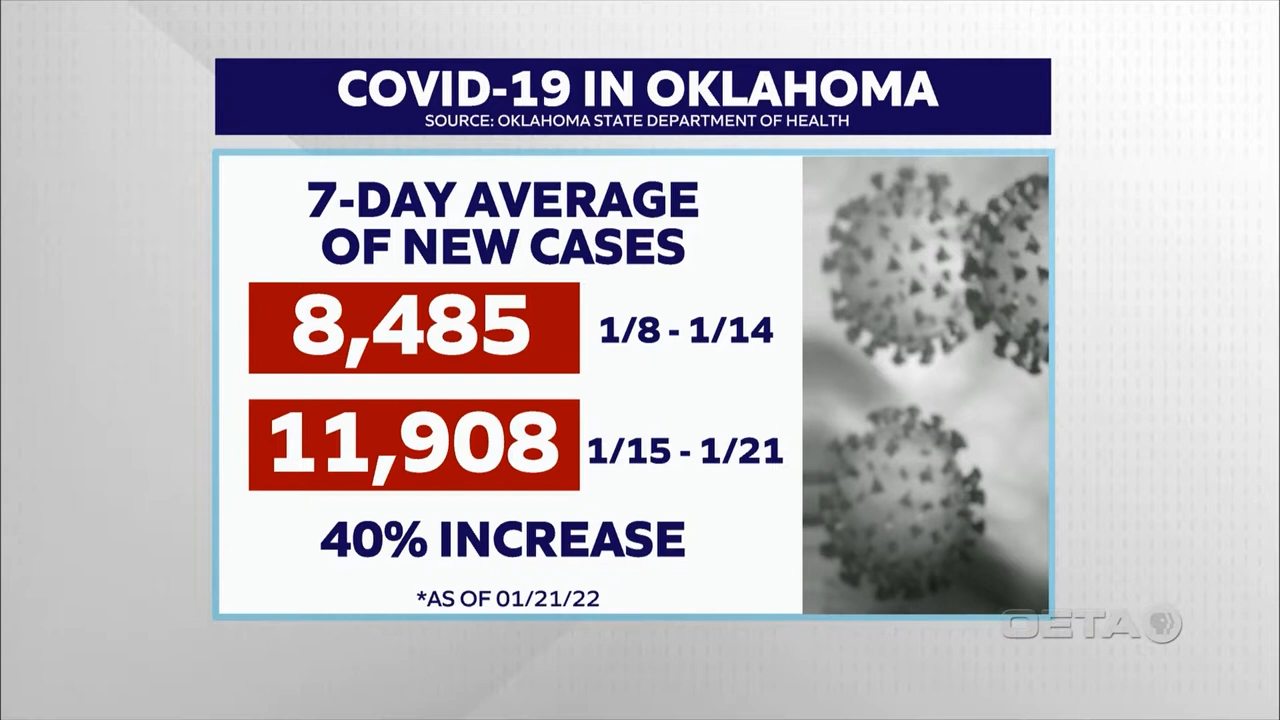 COVID-19 IN OKLAHOMA
SOURCE: OKLAHOMA STATE DEPARTMENT OF HEALTH
7-DAY AVERAGE
OF NEW CASES
8,485 1/8 - 1/14
11,908 1/15 - 1/21
40% INCREASE
*AS OF 01/21/22
OETA